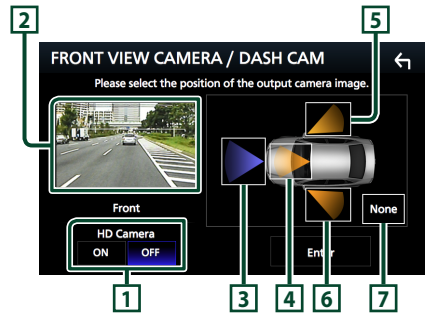 2
5
FRONT VIEW CAMERA / DASH CAM
Please select the position of the output camera image.
Front
None
HD Camera
ON OFF
Enter
1
3
4
6
7